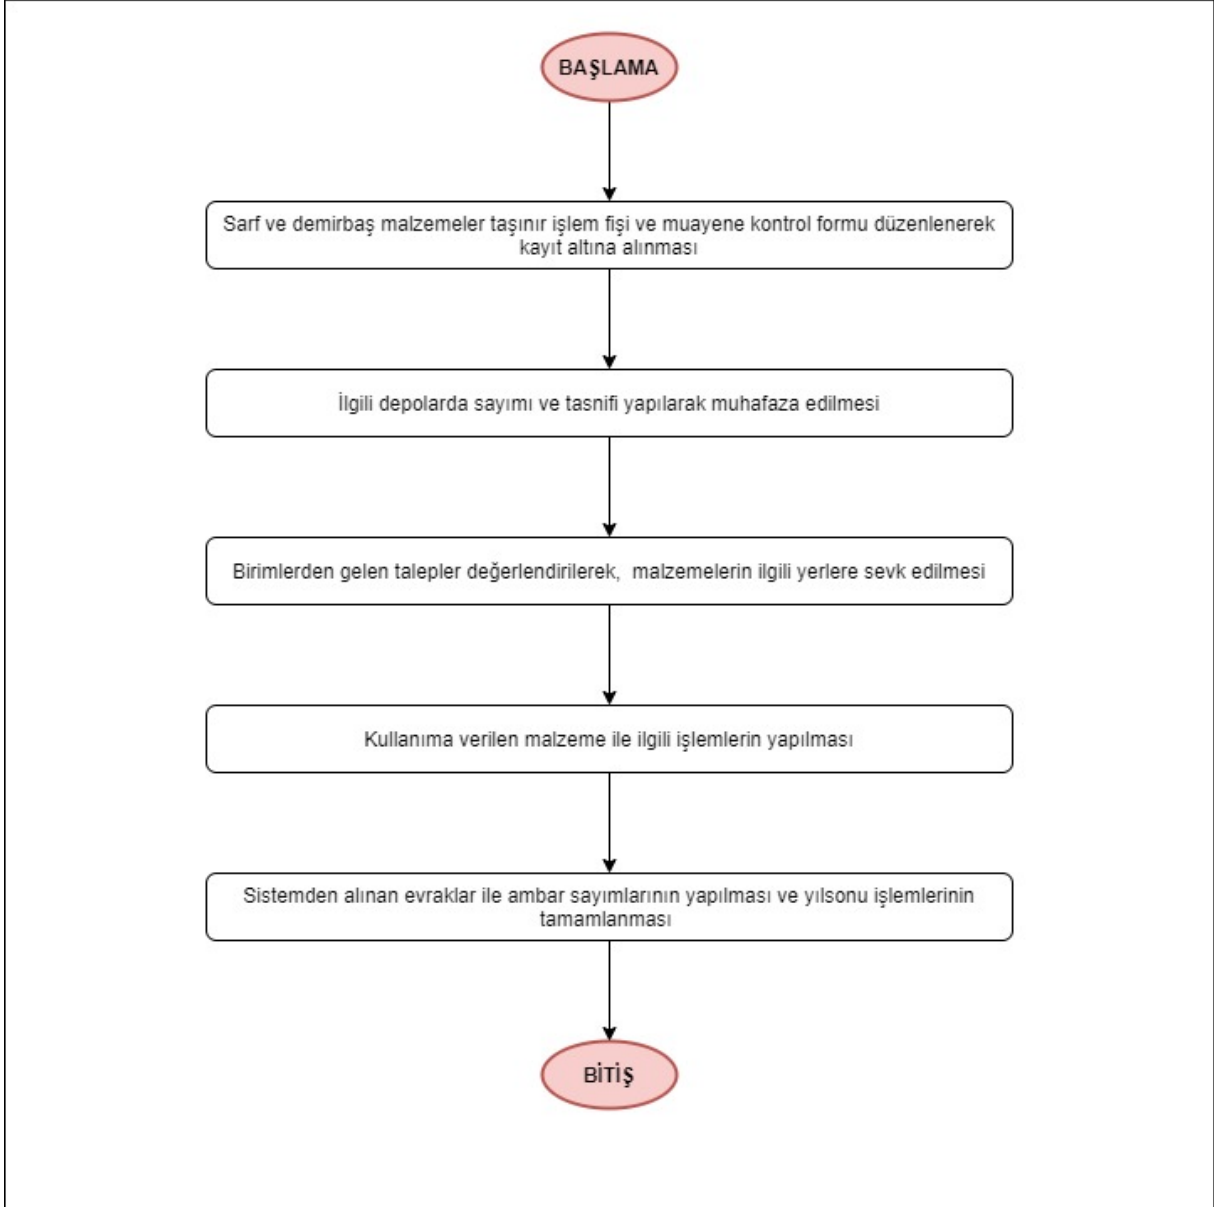 BAŞLAMA
Sarf ve demirbaş malzemeler taşınır işlem fişi ve muayene kontrol formu düzenlenerek
kayıt altına alınması
İlgili depolarda sayımı ve tasnifi yapılarak muhafaza edilmesi
Birimlerden gelen talepler değerlendirilerek,  malzemelerin ilgili yerlere sevk edilmesi
Kullanıma verilen malzeme ile ilgili işlemlerin yapılması
Sistemden alınan evraklar ile ambar sayımlarının yapılması ve yılsonu işlemlerinin
tamamlanması
BİTİŞ